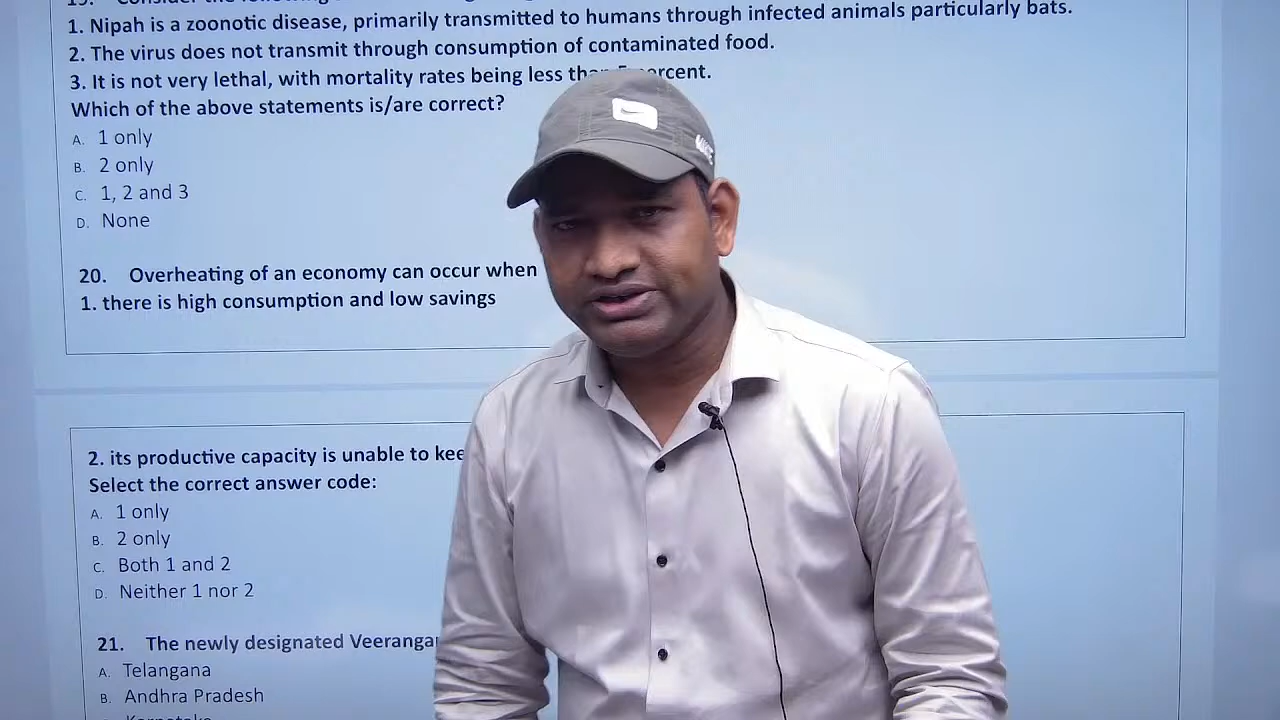 1. Nipah is a zoonotic disease, primarily transmitted to humans through infected animals particularly bats.
2. The virus does not transmit through consumption of contaminated food.
3. It is not very lethal, with mortality rates being less
Which of the above statements is/are correct?
A. 1 only
B. 2 only
C. 1, 2 and 3
D. None
20. Overheating of an economy can occur when
1. there is high consumption and low savings
2. its productive capacity is unable to
Select the correct answer code:
A. 1 only
B. 2 only
C. Both 1 and 2
D. Neither 1 nor 2
21. The newly designated
A. Telangana
B. Andhra Pradesh